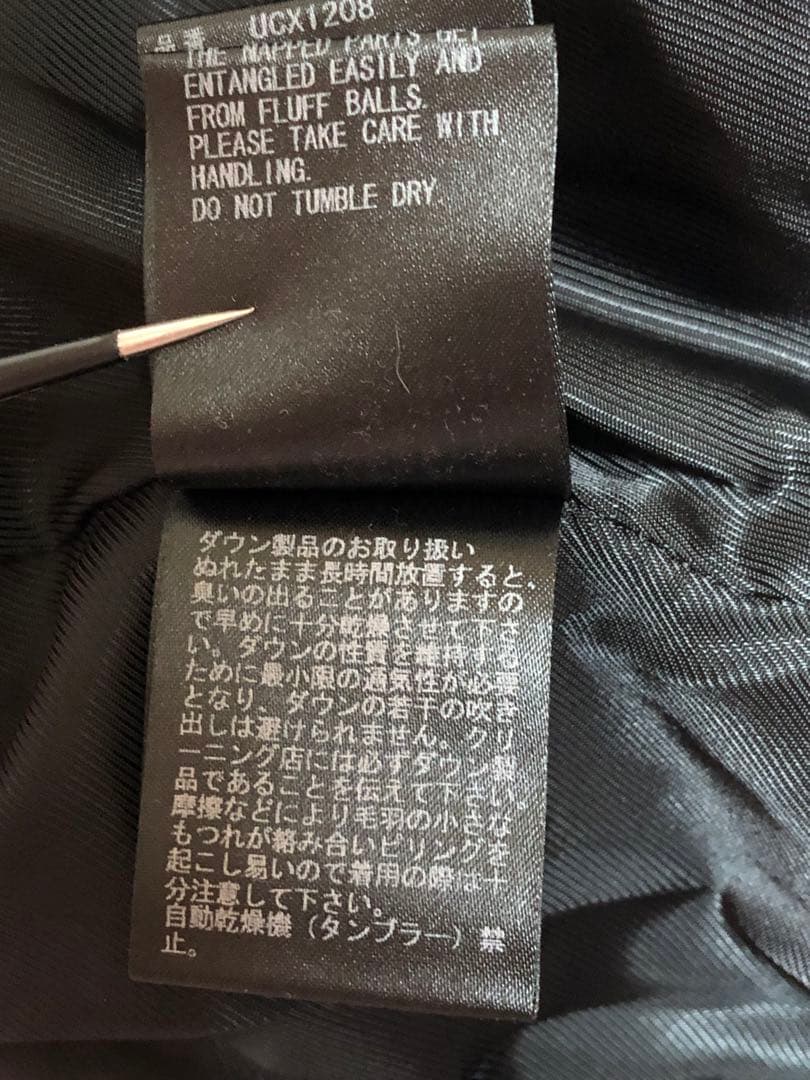 品番 UCX1208
THE NAPPED PARTS GET
ENTANGLED EASILY AND
FROM FLUFF BALLS.
PLEASE TAKE CARE WITH
HANDLING.
DO NOT TUMBLE DRY.
ダウン製品のお取り扱い
ぬれたまま長時間放置すると、
臭いの出ることがありますの
で早めに十分乾燥させて下さ
い。ダウンの性質を維持する
ために最小限の通気性が必要
となり、ダウンの若干の吹き
出しは避けられません。クリ
ーニング店には必ずダウン製
品であることを伝えて下さい。
摩擦などにより毛羽の小さな
もつれが絡み合いピリングを
起こし易いので着用の際は十
分注意して下さい。
自動乾燥機(タンブラー)禁
止。